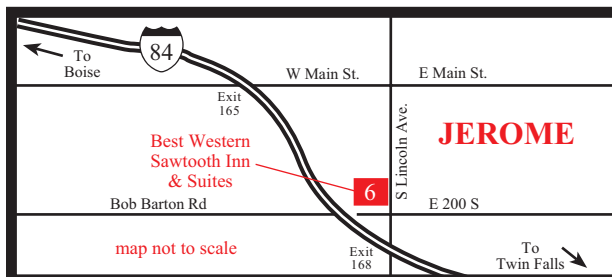 84
To
Boise
W Main St.
E Main St.
Exit
165
S Lincoln Ave.
JEROME
Best Western
Sawtooth Inn
& Suites
6
Bob Barton Rd
E 200 S
map not to scale
Exit
168
To
Twin Falls